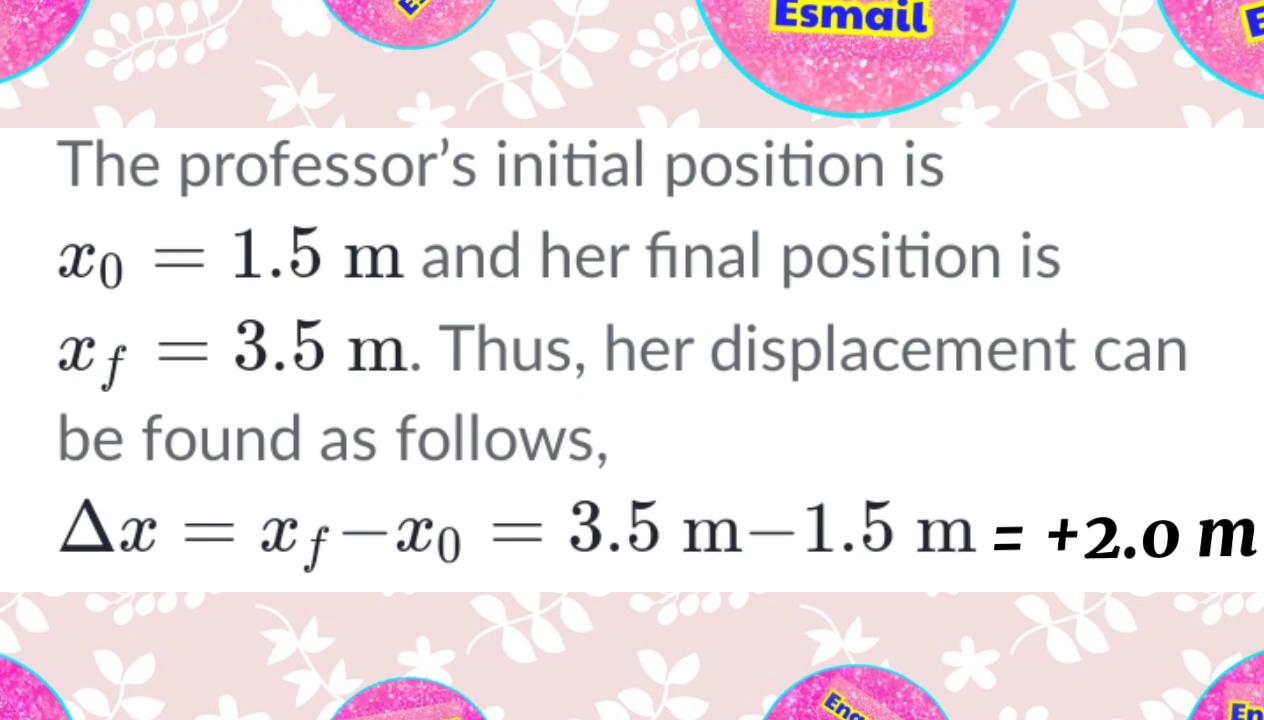 Esmail
The professor’s initial position is
x₀ = 1.5 m and her final position is
x_f = 3.5 m. Thus, her displacement can
be found as follows,
Δx = x_f−x₀ = 3.5 m−1.5 m = +2.0 m